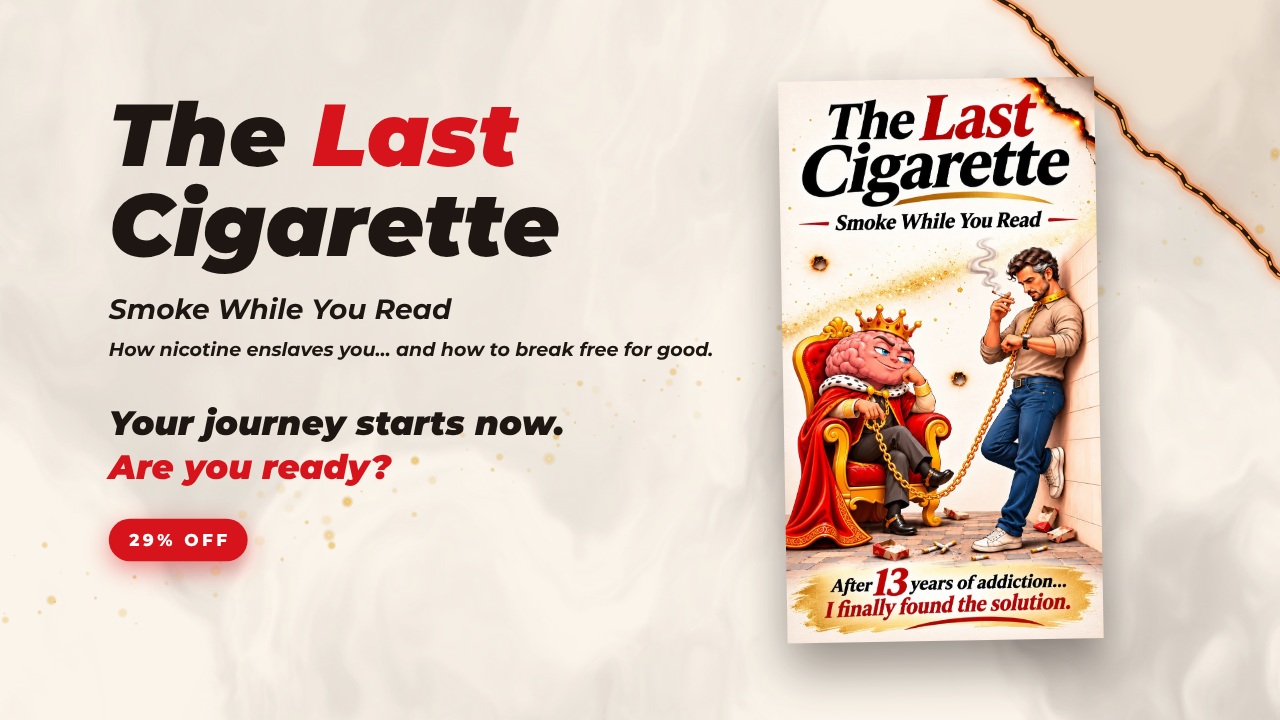 The Last
Cigarette
Smoke While You Read
How nicotine enslaves you... and how to break free for good.
Your journey starts now.
Are you ready?
29% OFF
The Last
Cigarette
Smoke While You Read
After 13 years of addiction...
I finally found the solution.